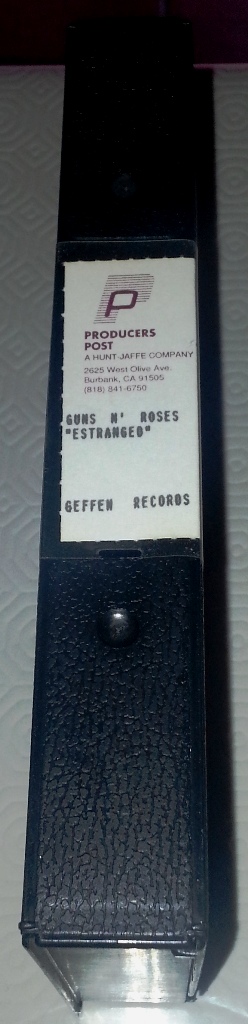 P
PRODUCERS
POST
A HUNT-JAFFE COMPANY
2625 West Olive Ave.
Burbank, CA 91505
(818) 841-6750
GUNS N' ROSES
"ESTRANGED"
GEFFEN RECORDS